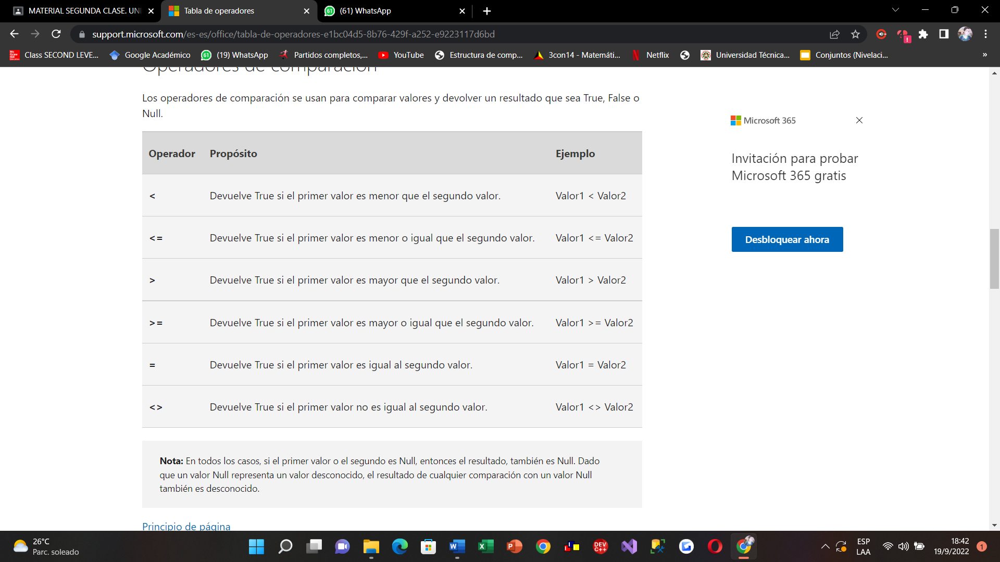 MATERIAL SEGUNDA CLASE. UNI
Tabla de operadores
(61) WhatsApp
support.microsoft.com/es-es/office/tabla-de-operadores-e1bc04d5-8b76-429f-a252-e9223117d6bd
Class SECOND LEVE...
Google Académico
(19) WhatsApp
Partidos completos,...
YouTube
Estructura de comp...
3con14 - Matemáti...
Netflix
Universidad Técnica...
Conjuntos (Nivelaci...
»
Operadores de comparación
Los operadores de comparación se usan para comparar valores y devolver un resultado que sea True, False o
Null.
Operador Propósito Ejemplo
< Devuelve True si el primer valor es menor que el segundo valor. Valor1 < Valor2
<= Devuelve True si el primer valor es menor o igual que el segundo valor. Valor1 <= Valor2
> Devuelve True si el primer valor es mayor que el segundo valor. Valor1 > Valor2
>= Devuelve True si el primer valor es mayor o igual que el segundo valor. Valor1 >= Valor2
= Devuelve True si el primer valor es igual al segundo valor. Valor1 = Valor2
<> Devuelve True si el primer valor no es igual al segundo valor. Valor1 <> Valor2
Nota: En todos los casos, si el primer valor o el segundo es Null, entonces el resultado, también es Null. Dado
que un valor Null representa un valor desconocido, el resultado de cualquier comparación con un valor Null
también es desconocido.
Principio de página
Microsoft 365
Invitación para probar
Microsoft 365 gratis
Desbloquear ahora
26°C
Parc. soleado
DEV
C++
ESP
LAA
18:42
19/9/2022
1